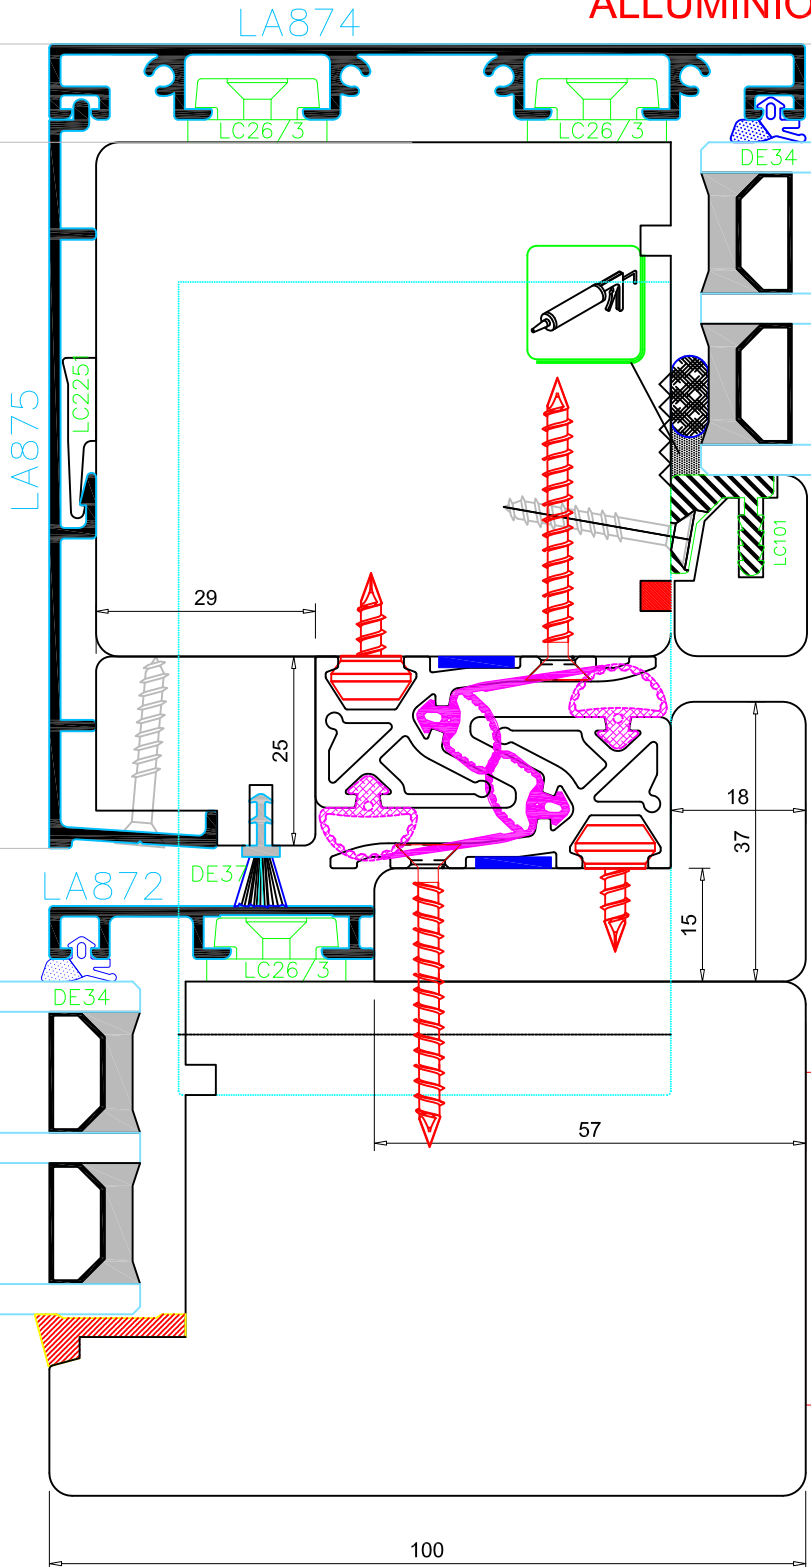 ALLUMINIO
LA874
LC26/3
LC26/3
DE34
LA875
LC2251
LC101
29
25
18
37
DE37
LA872
15
LC26/3
DE34
57
100